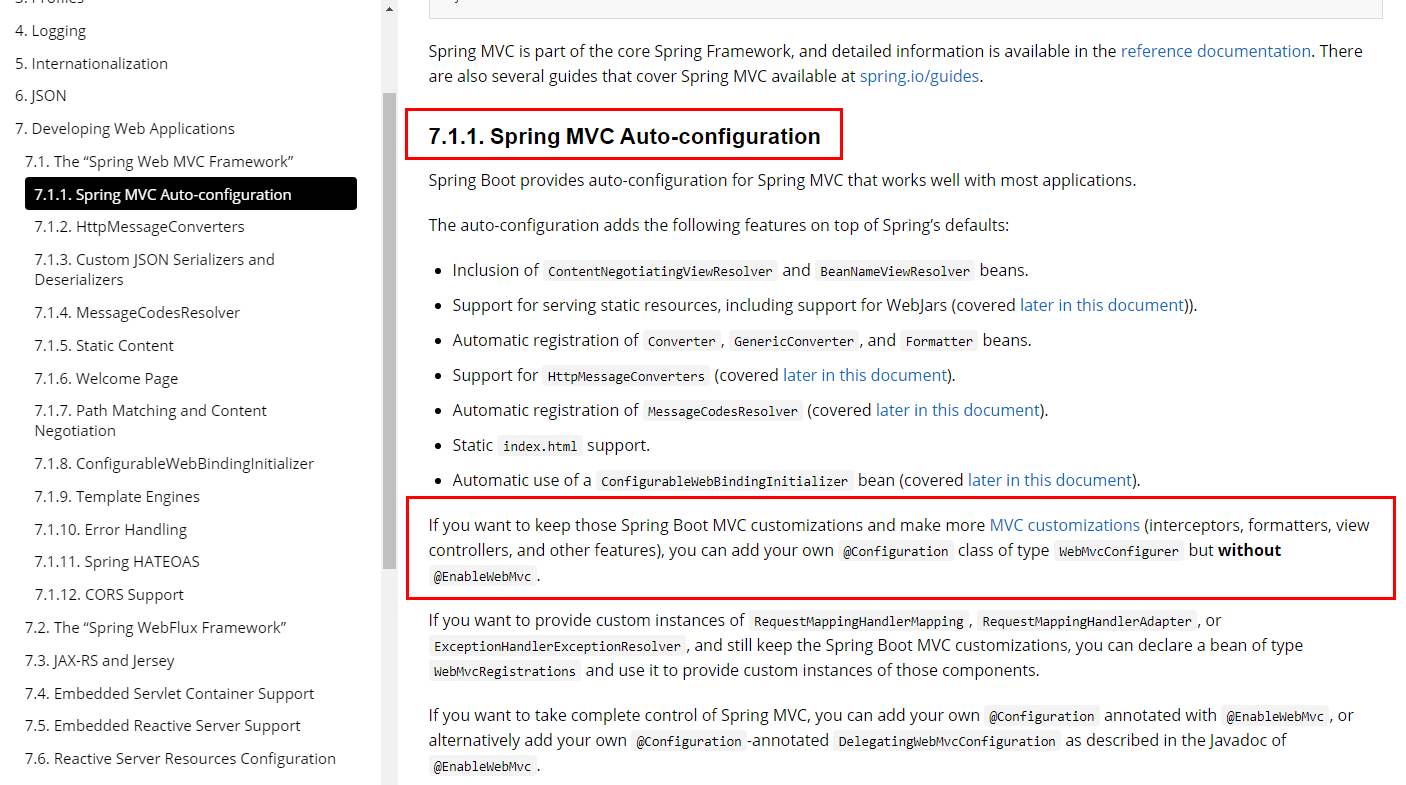 4. Logging
5. Internationalization
6. JSON
7. Developing Web Applications
7.1. The “Spring Web MVC Framework”
7.1.1. Spring MVC Auto-configuration
7.1.2. HttpMessageConverters
7.1.3. Custom JSON Serializers and
Deserializers
7.1.4. MessageCodesResolver
7.1.5. Static Content
7.1.6. Welcome Page
7.1.7. Path Matching and Content
Negotiation
7.1.8. ConfigurableWebBindingInitializer
7.1.9. Template Engines
7.1.10. Error Handling
7.1.11. Spring HATEOAS
7.1.12. CORS Support
7.2. The “Spring WebFlux Framework”
7.3. JAX-RS and Jersey
7.4. Embedded Servlet Container Support
7.5. Embedded Reactive Server Support
7.6. Reactive Server Resources Configuration
Spring MVC is part of the core Spring Framework, and detailed information is available in the reference documentation. There
are also several guides that cover Spring MVC available at spring.io/guides.
7.1.1. Spring MVC Auto-configuration
Spring Boot provides auto-configuration for Spring MVC that works well with most applications.
The auto-configuration adds the following features on top of Spring’s defaults:
• Inclusion of ContentNegotiatingViewResolver and BeanNameViewResolver beans.
• Support for serving static resources, including support for WebJars (covered later in this document)).
• Automatic registration of Converter, GenericConverter, and Formatter beans.
• Support for HttpMessageConverters (covered later in this document).
• Automatic registration of MessageCodesResolver (covered later in this document).
• Static index.html support.
• Automatic use of a ConfigurableWebBindingInitializer bean (covered later in this document).
If you want to keep those Spring Boot MVC customizations and make more MVC customizations (interceptors, formatters, view
controllers, and other features), you can add your own @Configuration class of type WebMvcConfigurer but without
@EnableWebMvc.
If you want to provide custom instances of RequestMappingHandlerMapping, RequestMappingHandlerAdapter, or
ExceptionHandlerExceptionResolver, and still keep the Spring Boot MVC customizations, you can declare a bean of type
WebMvcRegistrations and use it to provide custom instances of those components.
If you want to take complete control of Spring MVC, you can add your own @Configuration annotated with @EnableWebMvc, or
alternatively add your own @Configuration-annotated DelegatingWebMvcConfiguration as described in the Javadoc of
@EnableWebMvc.